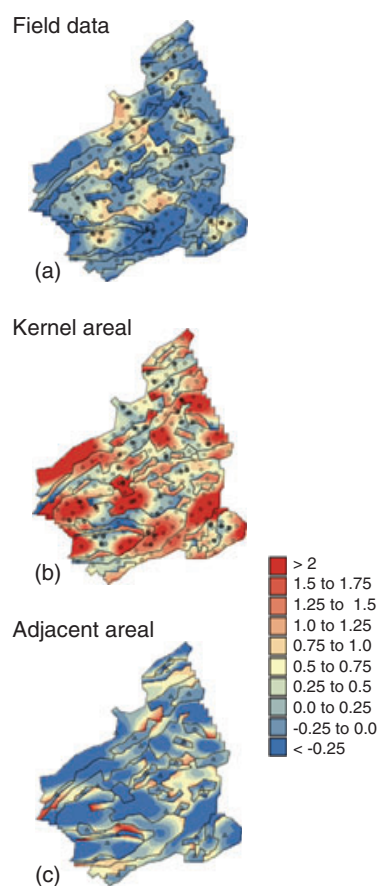 Field data
(a)
Kernel areal
(b)
> 2
1.5 to 1.75
1.25 to 1.5
1.0 to 1.25
0.75 to 1.0
0.5 to 0.75
0.25 to 0.5
0.0 to 0.25
-0.25 to 0.0
< -0.25
Adjacent areal
(c)